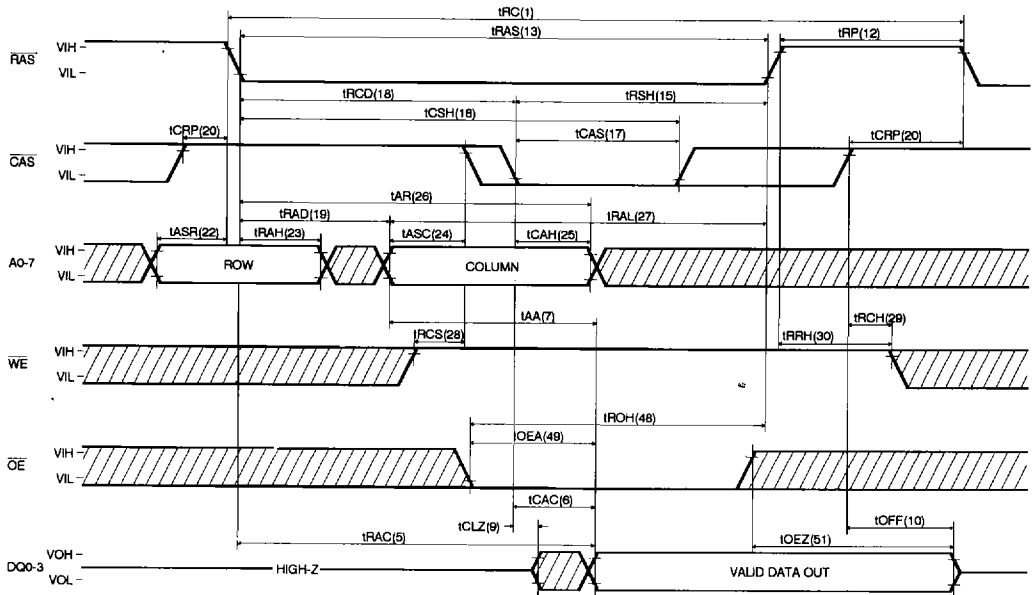 tRC(1)
tRAS(13)
tRP(12)
RAS
VIH
VIL
tRCD(18)
tRSH(15)
tCSH(18)
tCRP(20)
tCAS(17)
tCRP(20)
CAS
VIH
VIL
tAR(26)
tRAD(19)
tRAL(27)
tASR(22)
tRAH(23)
tASC(24)
tCAH(25)
A0-7
VIH
VIL
ROW
COLUMN
tAA(7)
tRCS(28)
tRCH(29)
tRRH(30)
WE
VIH
VIL
tROH(48)
tOEA(49)
OE
VIH
VIL
tCAC(6)
tCLZ(9)
tOFF(10)
tRAC(5)
tOEZ(51)
DQ0-3
VOH
VOL
HIGH-Z
VALID DATA OUT